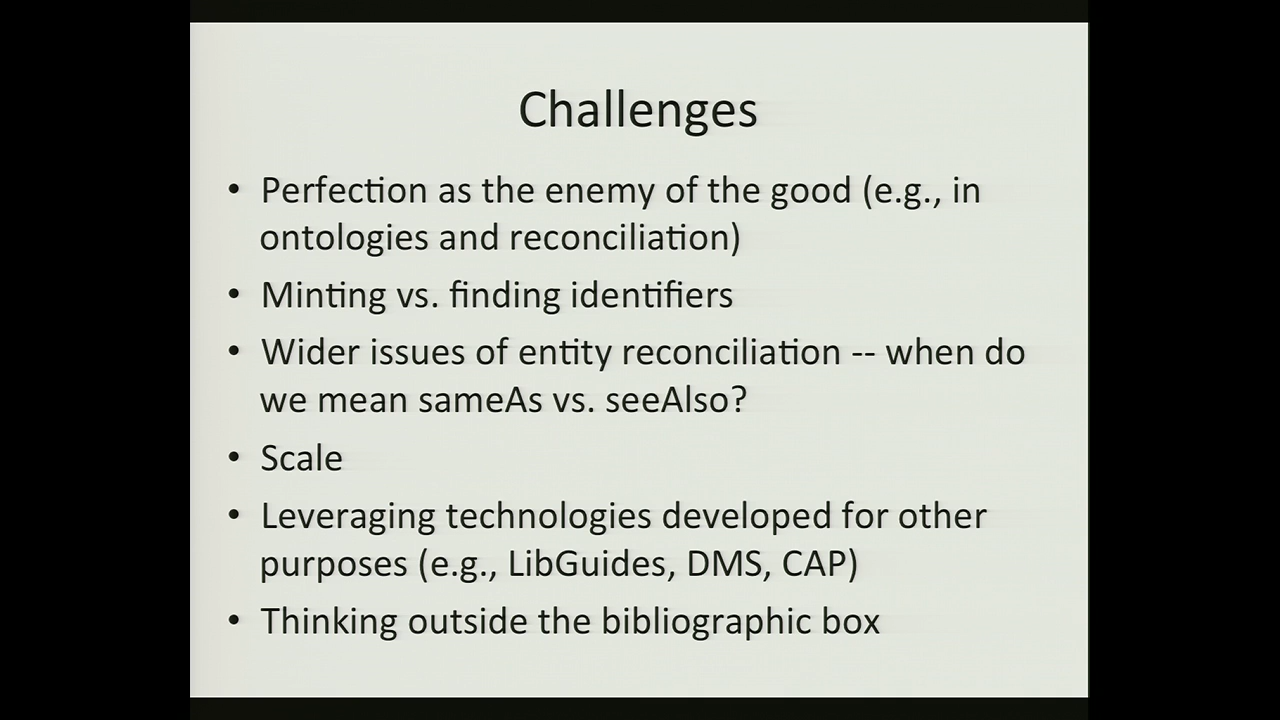 Challenges
• Perfection as the enemy of the good (e.g., in
ontologies and reconciliation)
• Minting vs. finding identifiers
• Wider issues of entity reconciliation -- when do
we mean sameAs vs. seeAlso?
• Scale
• Leveraging technologies developed for other
purposes (e.g., LibGuides, DMS, CAP)
• Thinking outside the bibliographic box